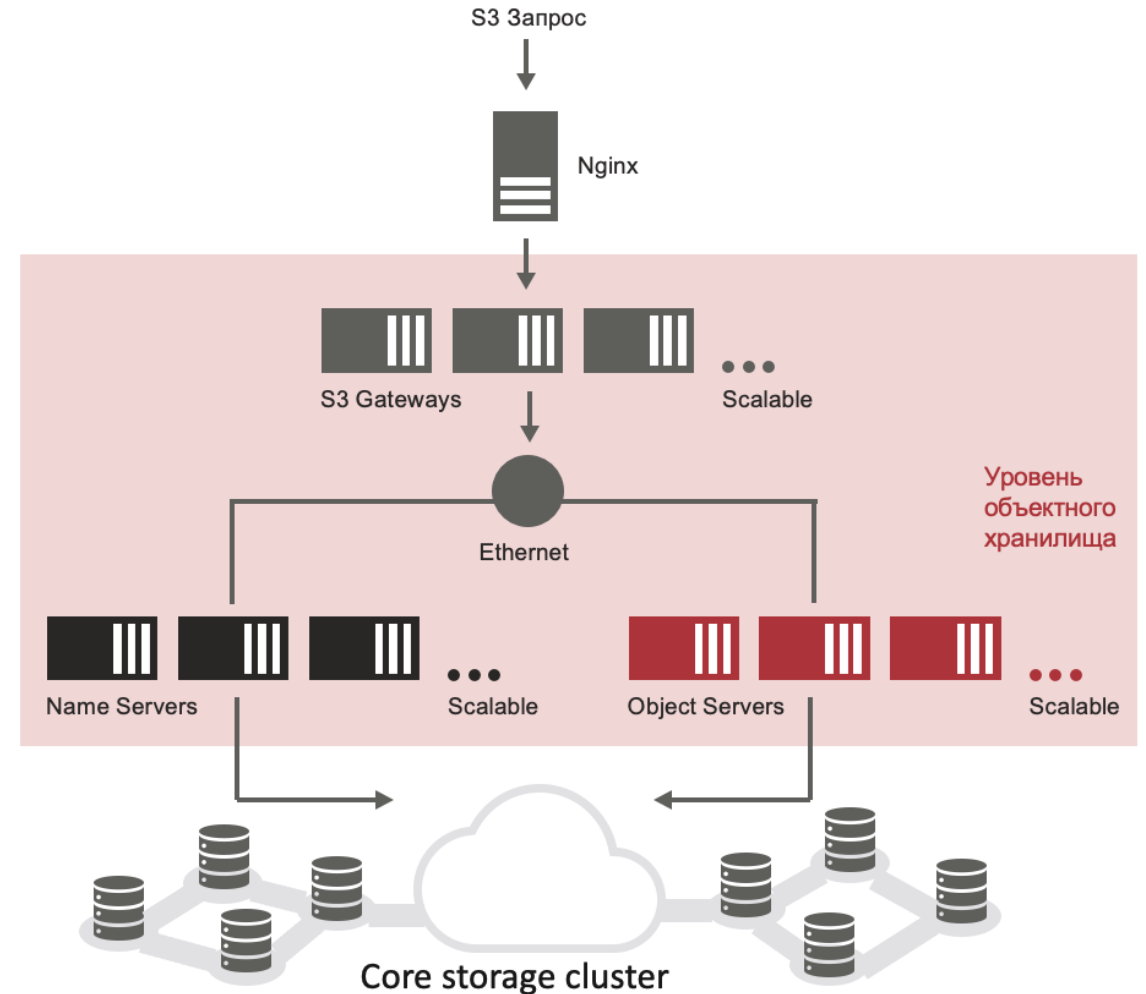 S3 Запрос
Nginx
S3 Gateways
Scalable
Ethernet
Уровень
объектного
хранилища
Name Servers
Scalable
Object Servers
Scalable
Core storage cluster